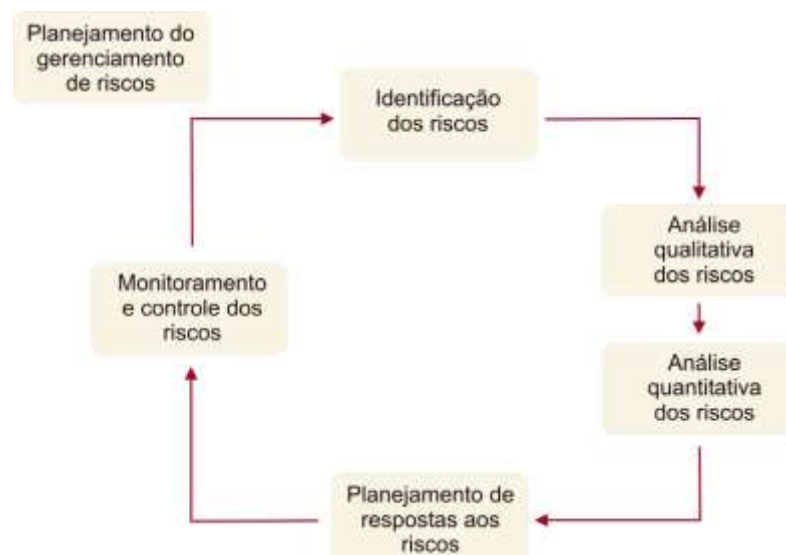 Planejamento do
gerenciamento
de riscos
Identificação
dos riscos
Análise
qualitativa
dos riscos
Análise
quantitativa
dos riscos
Planejamento de
respostas aos
riscos
Monitoramento
e controle dos
riscos